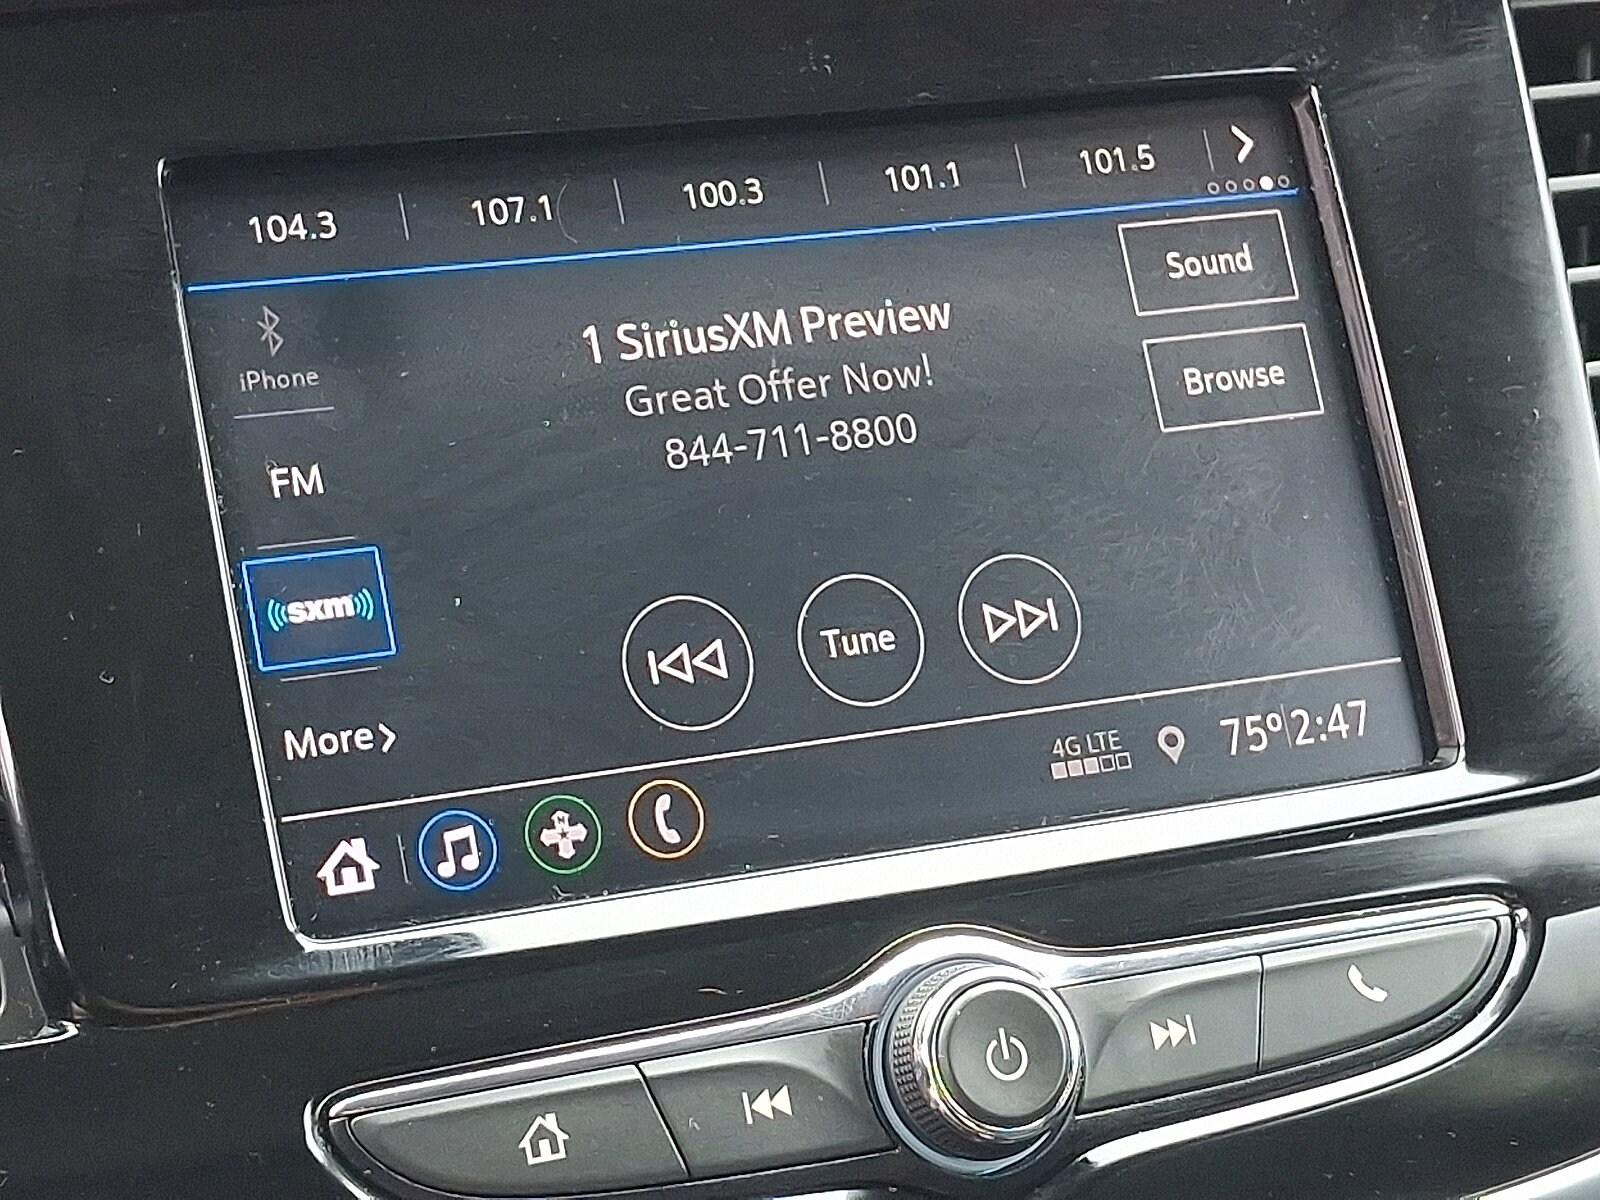 104.3 107.1 100.3 101.1 101.5
Sound
iPhone
1 SiriusXM Preview
Great Offer Now!
844-711-8800
Browse
FM
sxm
Tune
More
4G LTE
75° 2:47
N